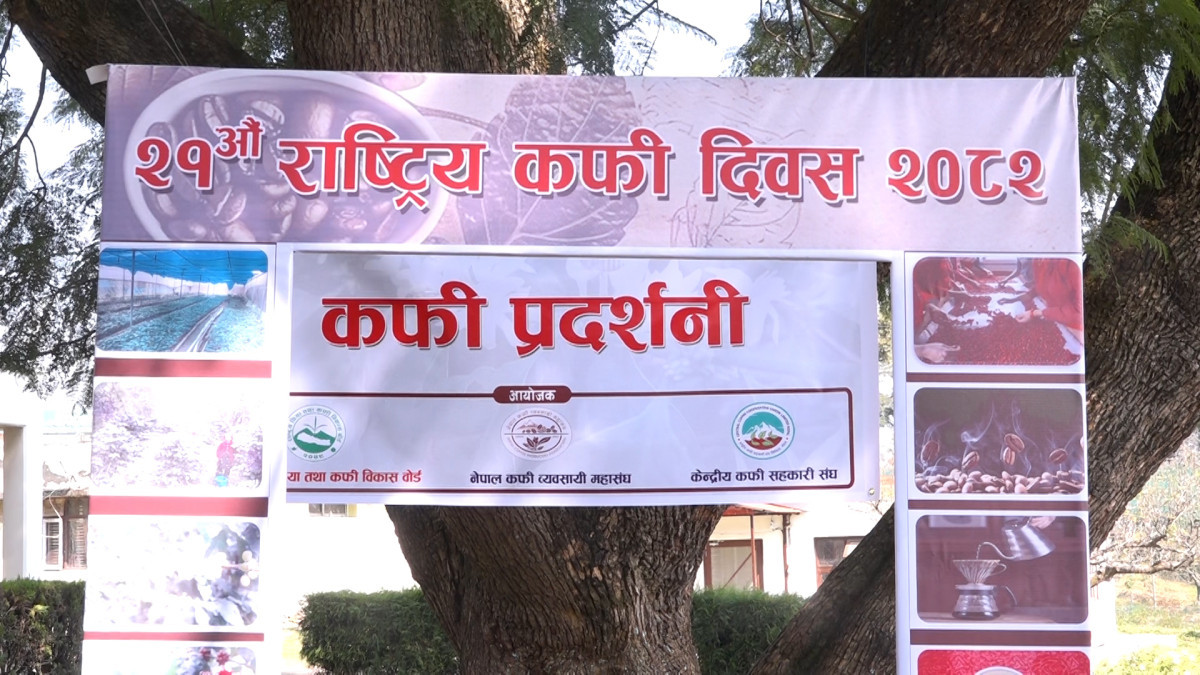 २१औं राष्ट्रिय कफी दिवस २०८२
कफी प्रदर्शनी
आयोजक
तथा कफी विकास बोर्ड
नेपाल कफी व्यवसायी महासंघ
केन्द्रीय कफी सहकारी संघ